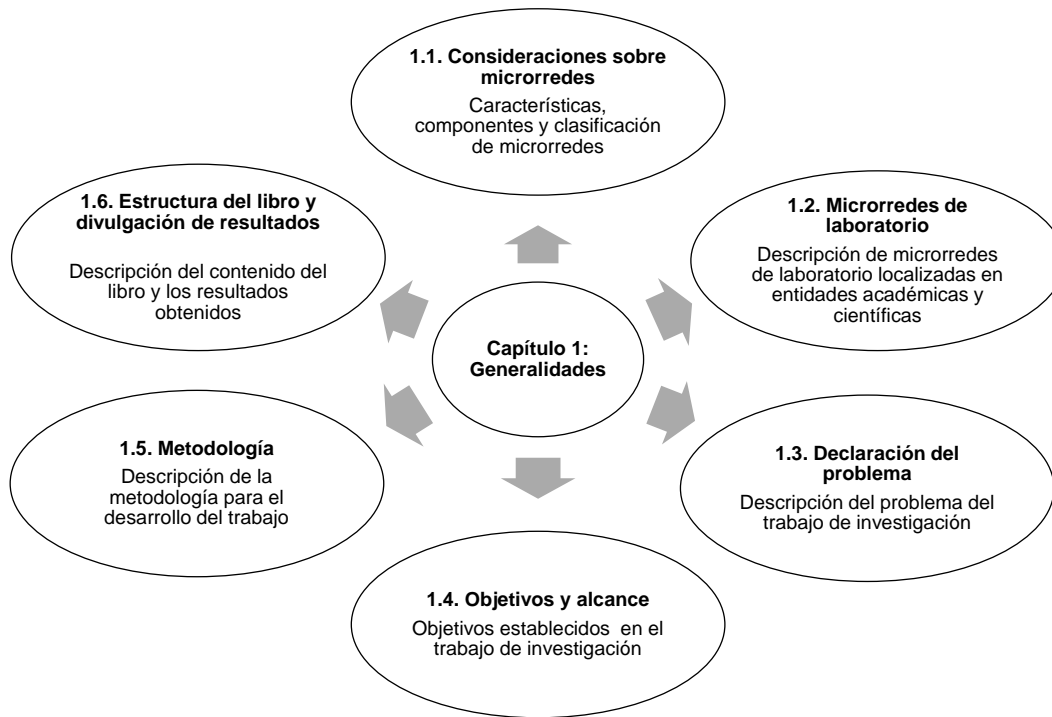 1.1. Consideraciones sobre
microrredes
Características,
componentes y clasificación
de microrredes
1.6. Estructura del libro y
divulgación de resultados
Descripción del contenido del
libro y los resultados
obtenidos
1.2. Microrredes de
laboratorio
Descripción de microrredes
de laboratorio localizadas en
entidades académicas y
científicas
Capítulo 1:
Generalidades
1.5. Metodología
Descripción de la
metodología para el
desarrollo del trabajo
1.3. Declaración del
problema
Descripción del problema del
trabajo de investigación
1.4. Objetivos y alcance
Objetivos establecidos en el
trabajo de investigación